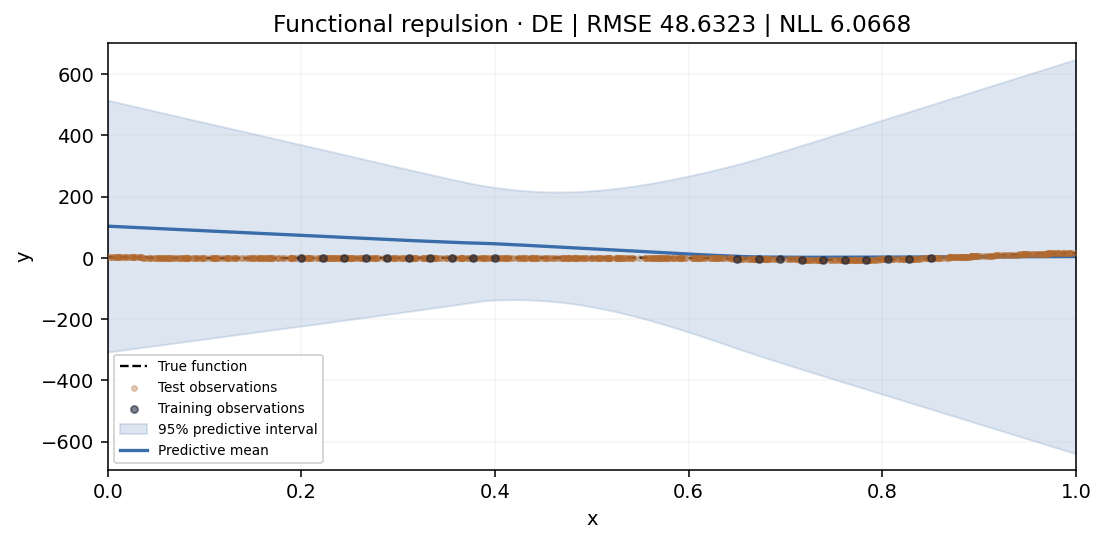 Functional repulsion · DE | RMSE 48.6323 | NLL 6.0668
y
600
400
200
0
−200
−400
−600
True function
Test observations
Training observations
95% predictive interval
Predictive mean
0.0 0.2 0.4 0.6 0.8 1.0
x